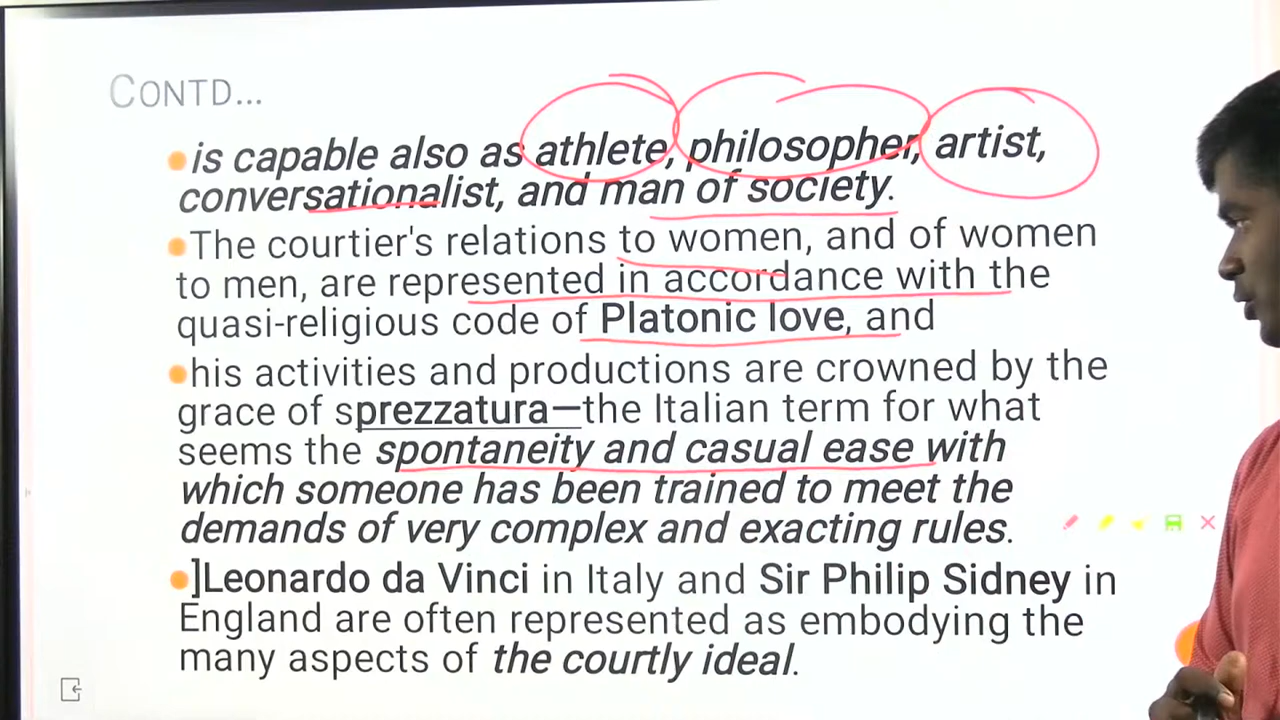 CONTD...
is capable also as athlete, philosopher, artist,
conversationalist, and man of society.
The courtier's relations to women, and of women
to men, are represented in accordance with the
quasi-religious code of Platonic love, and
his activities and productions are crowned by the
grace of sprezzatura—the Italian term for what
seems the spontaneity and casual ease with
which someone has been trained to meet the
demands of very complex and exacting rules.
]Leonardo da Vinci in Italy and Sir Philip Sidney in
England are often represented as embodying the
many aspects of the courtly ideal.